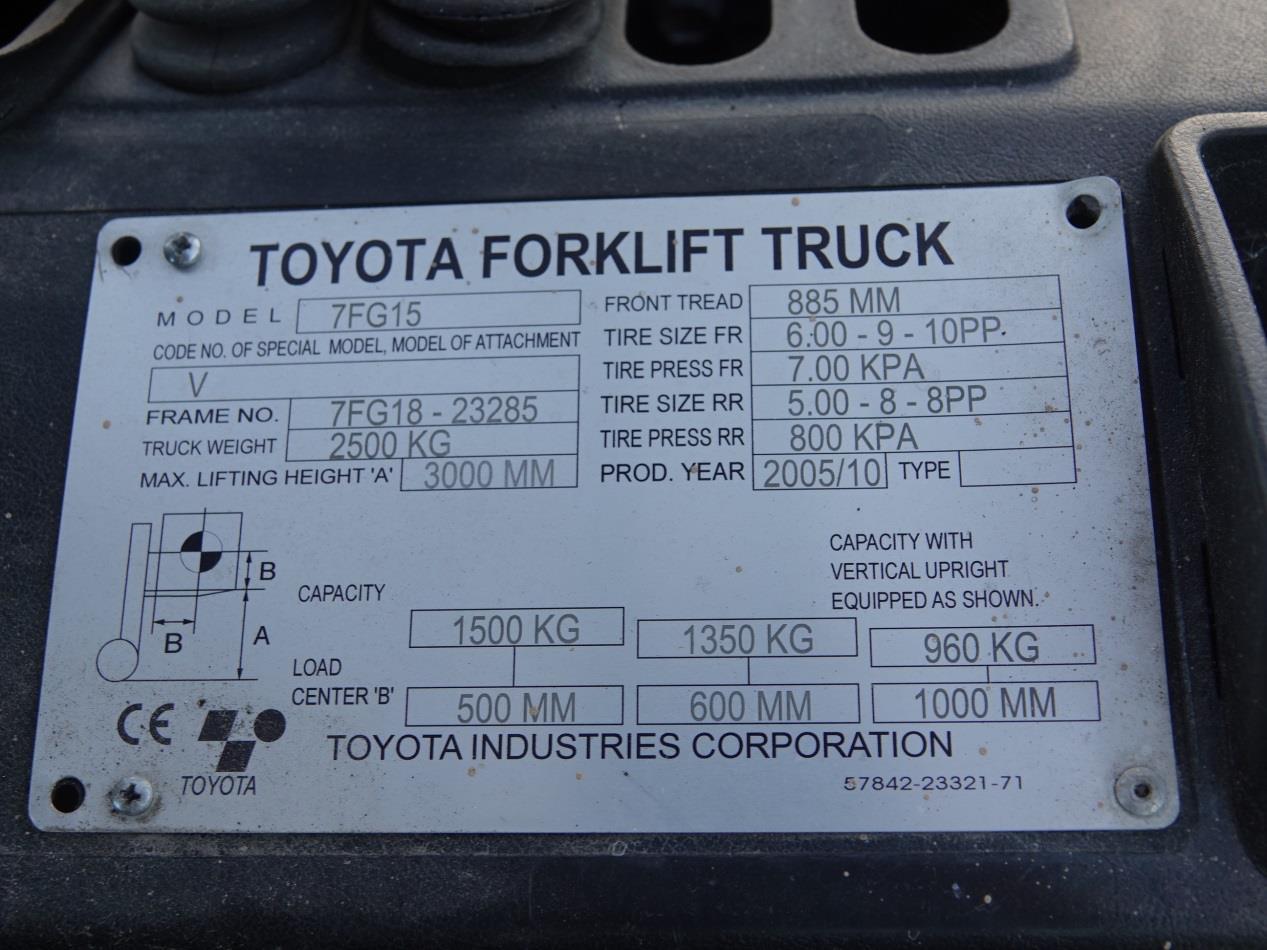 TOYOTA FORKLIFT TRUCK
MODEL 7FG15
CODE NO. OF SPECIAL MODEL, MODEL OF ATTACHMENT
V
FRAME NO. 7FG18 - 23285
TRUCK WEIGHT 2500 KG
MAX. LIFTING HEIGHT 'A' 3000 MM
FRONT TREAD 885 MM
TIRE SIZE FR 6.00 - 9 - 10PP
TIRE PRESS FR 7.00 KPA
TIRE SIZE RR 5.00 - 8 - 8PP
TIRE PRESS RR 800 KPA
PROD. YEAR 2005/10 TYPE
B
B
A
CAPACITY WITH
VERTICAL UPRIGHT
EQUIPPED AS SHOWN.
CAPACITY
1500 KG 1350 KG 960 KG
LOAD
CENTER 'B'
500 MM 600 MM 1000 MM
CE
TOYOTA
TOYOTA INDUSTRIES CORPORATION
57842-23321-71